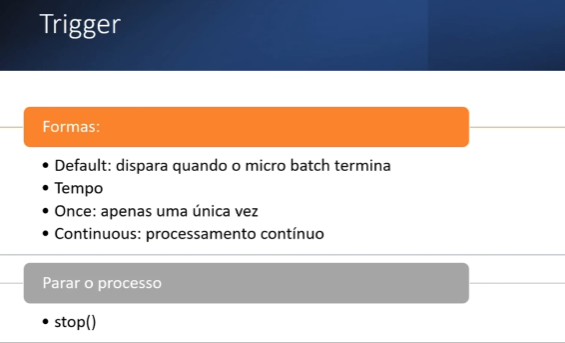 Trigger
Formas:
• Default: dispara quando o micro batch termina
• Tempo
• Once: apenas uma única vez
• Continuous: processamento contínuo
Parar o processo
• stop()